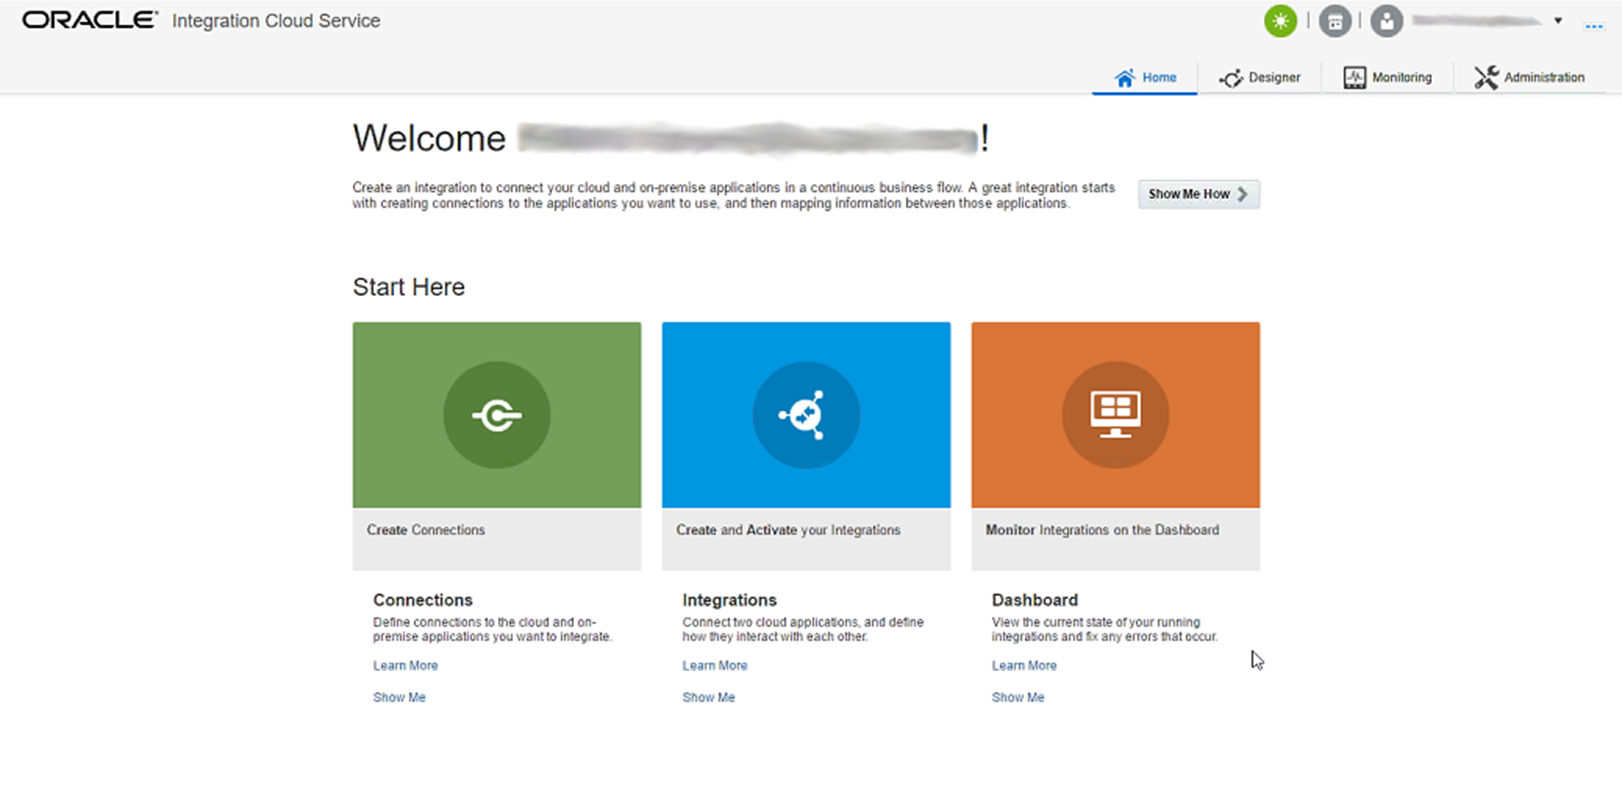 ORACLE® Integration Cloud Service
Home Designer Monitoring Administration
Welcome !
Create an integration to connect your cloud and on-premise applications in a continuous business flow. A great integration starts
with creating connections to the applications you want to use, and then mapping information between those applications.
Show Me How
Start Here
Create Connections
Create and Activate your Integrations
Monitor Integrations on the Dashboard
Connections
Define connections to the cloud and on-
premise applications you want to integrate.
Learn More
Show Me
Integrations
Connect two cloud applications, and define
how they interact with each other.
Learn More
Show Me
Dashboard
View the current state of your running
integrations and fix any errors that occur.
Learn More
Show Me